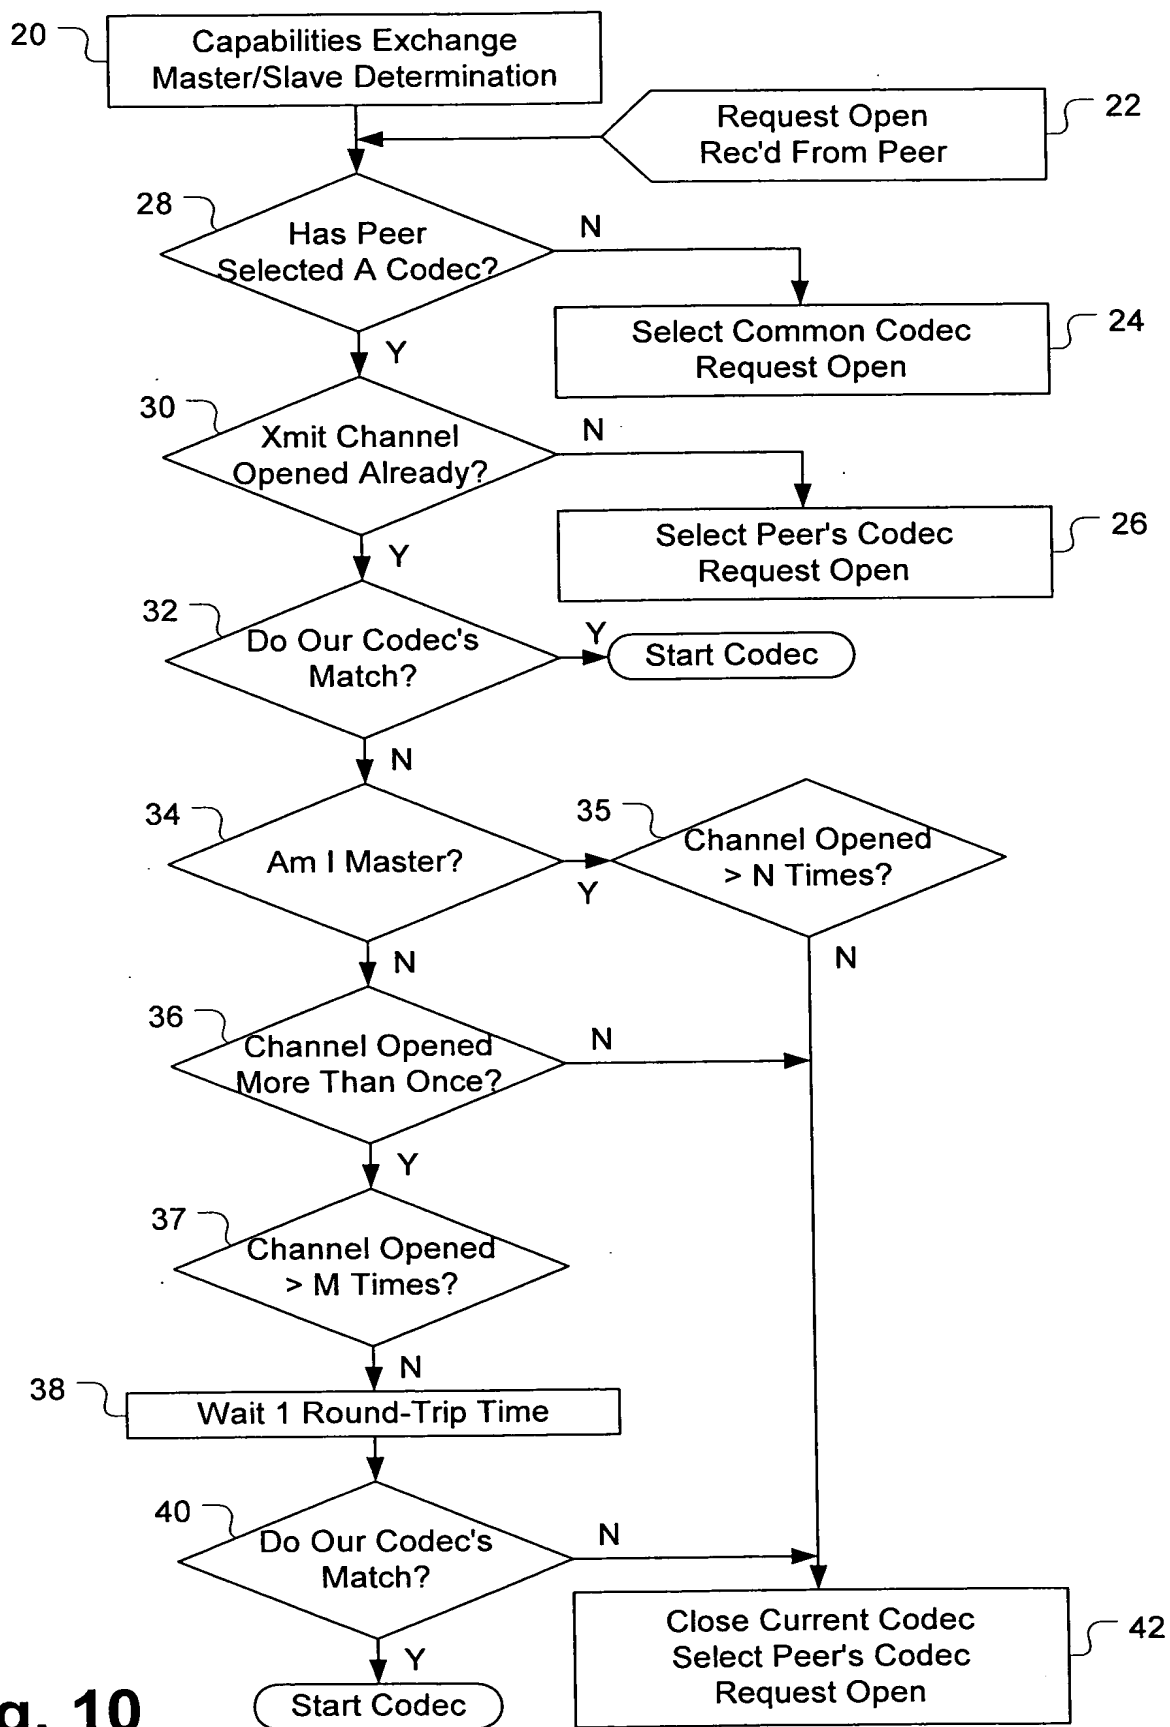 20
Capabilities Exchange
Master/Slave Determination
22
Request Open
Rec'd From Peer
28
Has Peer
Selected A Codec?
N
Y
24
Select Common Codec
Request Open
30
Xmit Channel
Opened Already?
N
Y
26
Select Peer's Codec
Request Open
32
Do Our Codec's
Match?
Y
Start Codec
N
34
Am I Master?
Y
35
Channel Opened
> N Times?
N
N
36
Channel Opened
More Than Once?
N
Y
37
Channel Opened
> M Times?
N
38
Wait 1 Round-Trip Time
40
Do Our Codec's
Match?
N
Y
42
Close Current Codec
Select Peer's Codec
Request Open
Start Codec
g. 10